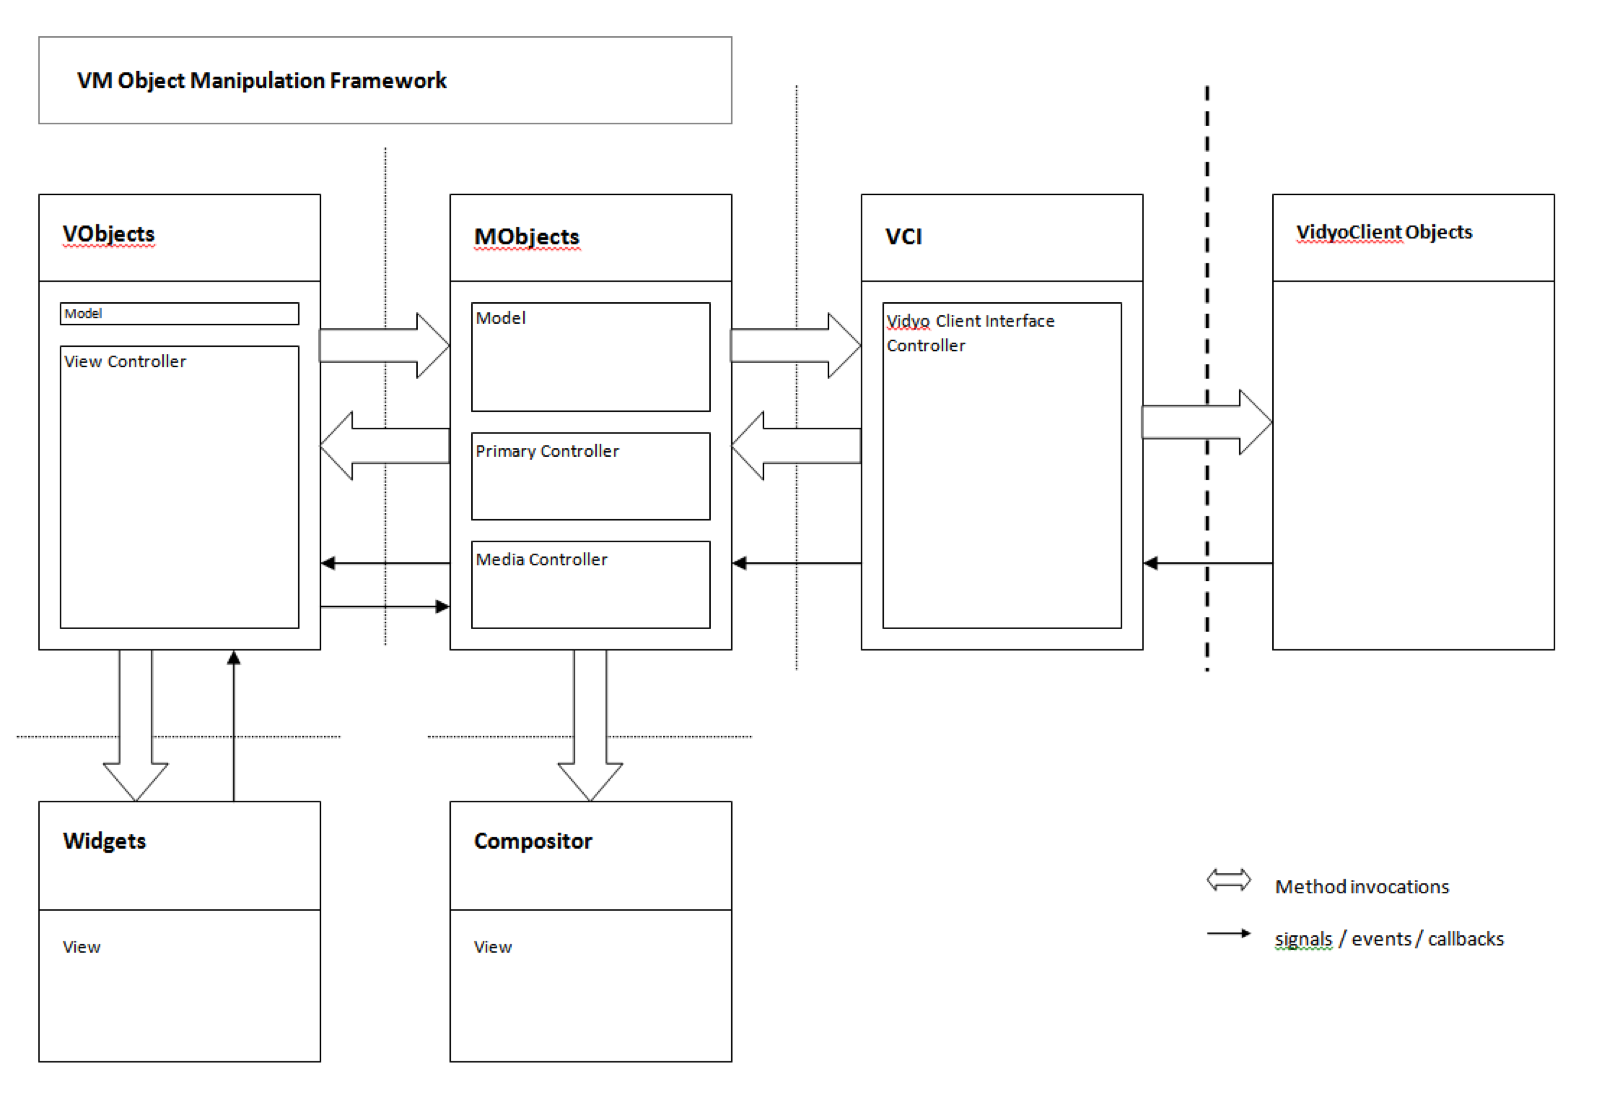 VM Object Manipulation Framework
VObjects
Model
View Controller
MObjects
Model
Primary Controller
Media Controller
VCI
Vidyo Client Interface
Controller
VidyoClient Objects
Widgets
View
Compositor
View
Method invocations
signals / events / callbacks